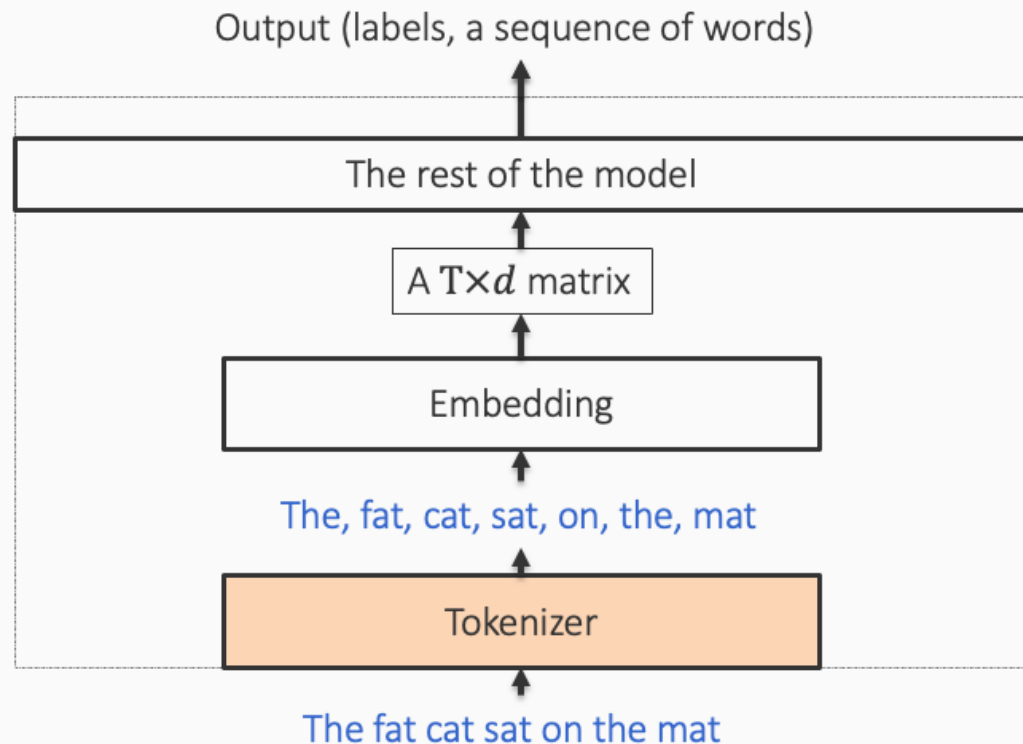 Output (labels, a sequence of words)
The rest of the model
A T×d matrix
Embedding
The, fat, cat, sat, on, the, mat
Tokenizer
The fat cat sat on the mat